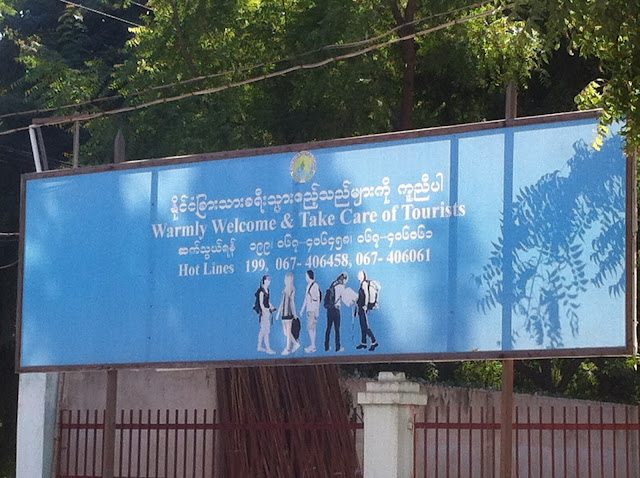 နိုင်ငံခြားသားခရီးသွားဧည့်သည်များကို ကူညီပါ
Warmly Welcome & Take Care of Tourists
ဆက်သွယ်ရန် ၁၉၉၊ ၀၆၇-၄၀၆၄၅၈၊ ၀၆၇-၄၀၆၀၆၁
Hot Lines 199, 067- 406458, 067- 406061